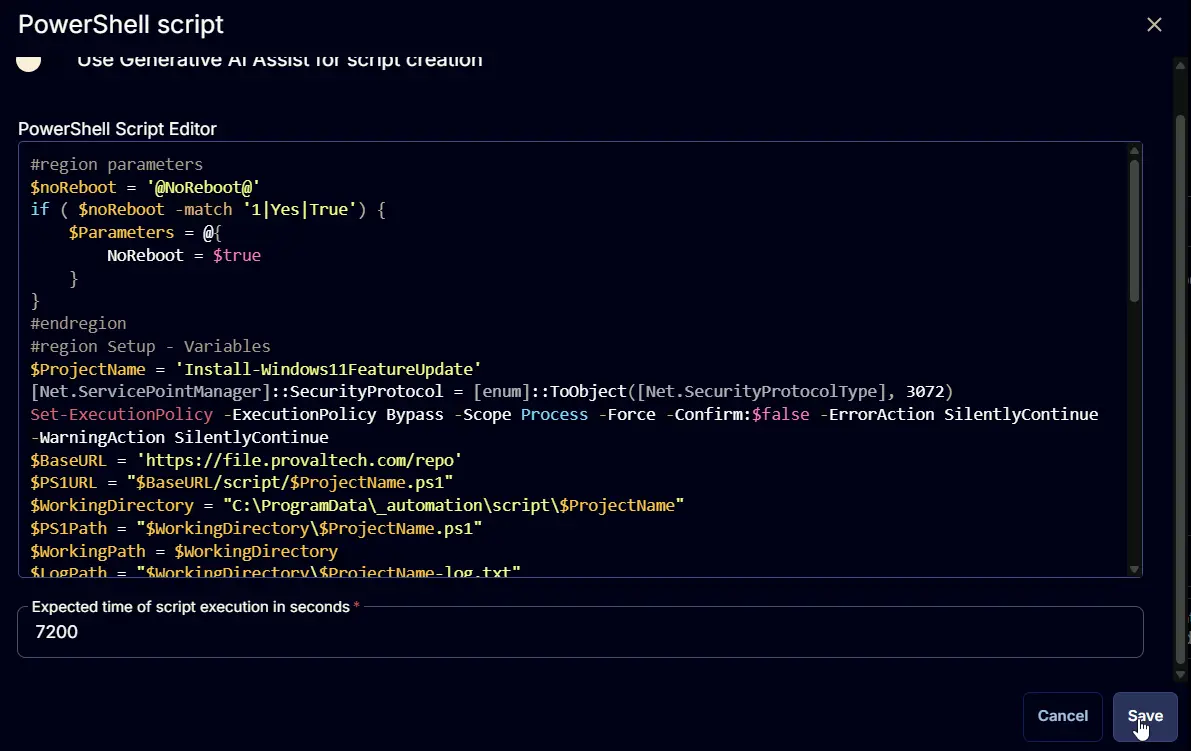 PowerShell script
Use Generative AI Assist for script creation
PowerShell Script Editor
#region parameters
$noReboot = '@NoReboot@'
if ( $noReboot -match '1|Yes|True') {
    $Parameters = @{
        NoReboot = $true
    }
}
#endregion
#region Setup - Variables
$ProjectName = 'Install-Windows11FeatureUpdate'
[Net.ServicePointManager]::SecurityProtocol = [enum]::ToObject([Net.SecurityProtocolType], 3072)
Set-ExecutionPolicy -ExecutionPolicy Bypass -Scope Process -Force -Confirm:$false -ErrorAction SilentlyContinue
-WarningAction SilentlyContinue
$BaseURL = 'https://file.provaltech.com/repo'
$PS1URL = "$BaseURL/script/$ProjectName.ps1"
$WorkingDirectory = "C:\ProgramData\_automation\script\$ProjectName"
$PS1Path = "$WorkingDirectory\$ProjectName.ps1"
$WorkingPath = $WorkingDirectory
$LogPath = "$WorkingDirectory\$ProjectName-log.txt"
Expected time of script execution in seconds *
7200
Cancel
Save